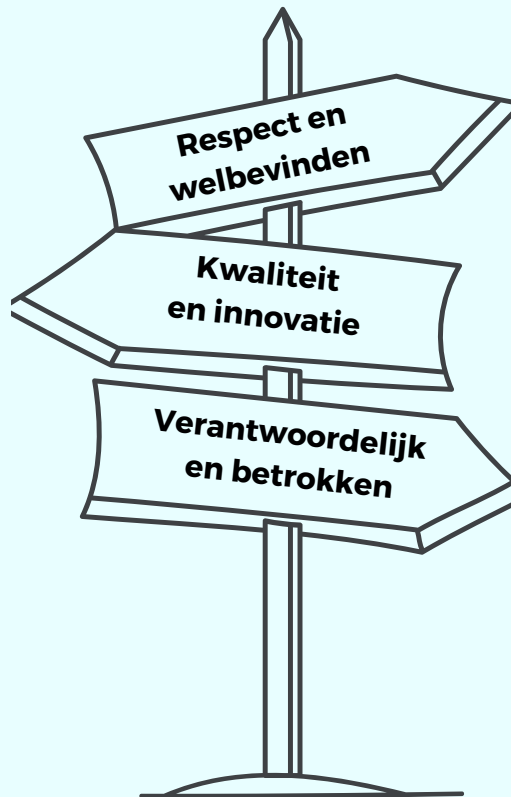 Respect en
welbevinden
Kwaliteit
en innovatie
Verantwoordelijk
en betrokken